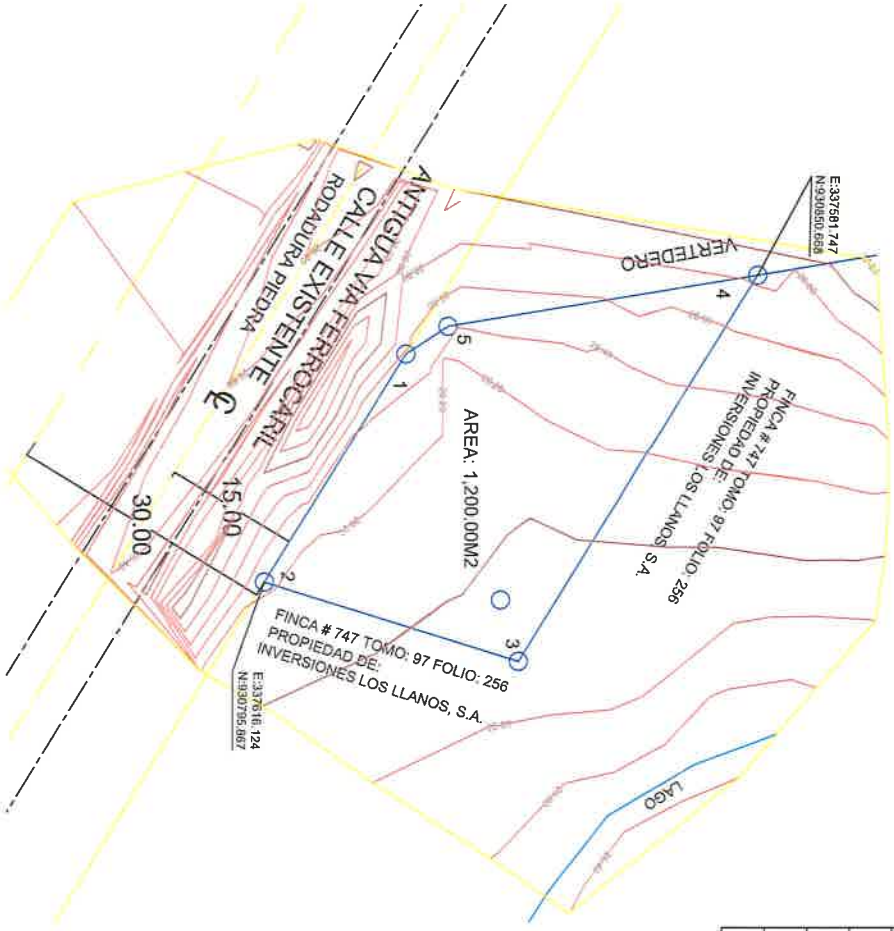 E:337581.747
N:930850.668
VERTEDERO
4
5
1
2
3
FINCA # 747 TOMO: 97 FOLIO: 256
PROPIEDAD DE:
INVERSIONES LOS LLANOS S.A.
AREA: 1,200.00M2
ANTIGUA VIA FERROCARIL
CALLE EXISTENTE
RODADURA PIEDRA
CL
15.00
30.00
FINCA # 747 TOMO: 97 FOLIO: 256
PROPIEDAD DE:
INVERSIONES LOS LLANOS, S.A.
E:337616.124
N:930795.867
LAGO